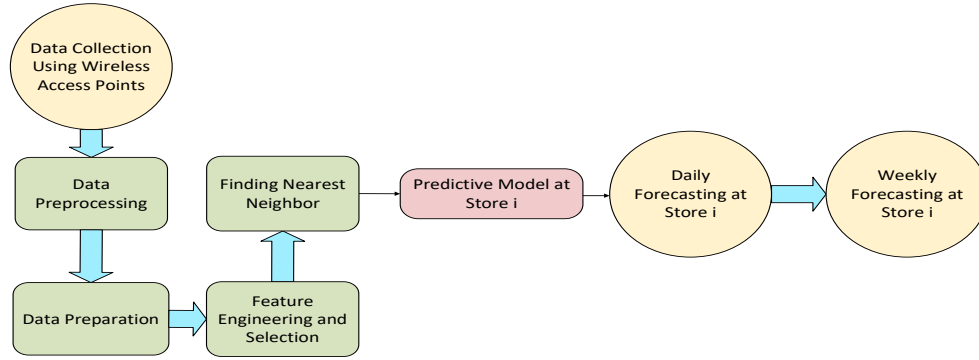 Data Collection
Using Wireless
Access Points
Data
Preprocessing
Data Preparation
Feature
Engineering and
Selection
Finding Nearest
Neighbor
Predictive Model at
Store i
Daily
Forecasting at
Store i
Weekly
Forecasting at
Store i